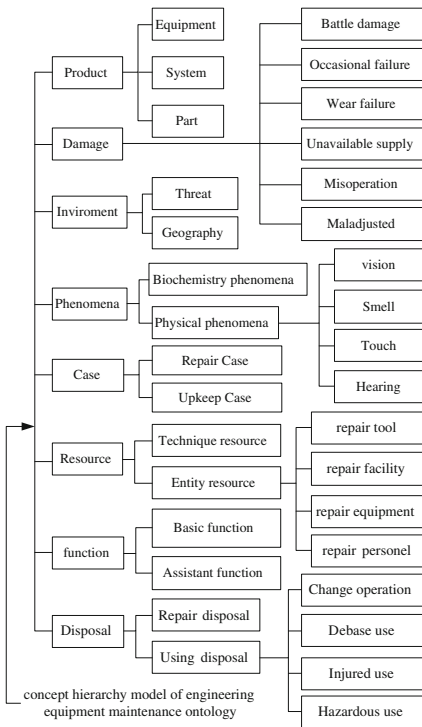 Product
Equipment
System
Part
Damage
Battle damage
Occasional failure
Wear failure
Unavailable supply
Misoperation
Maladjusted
Inviroment
Threat
Geography
Phenomena
Biochemistry phenomena
Physical phenomena
vision
Smell
Touch
Hearing
Case
Repair Case
Upkeep Case
Resource
Technique resource
Entity resource
repair tool
repair facility
repair equipment
repair personel
function
Basic function
Assistant function
Disposal
Repair disposal
Using disposal
Change operation
Debase use
Injured use
Hazardous use
concept hierarchy model of engineering
equipment maintenance ontology